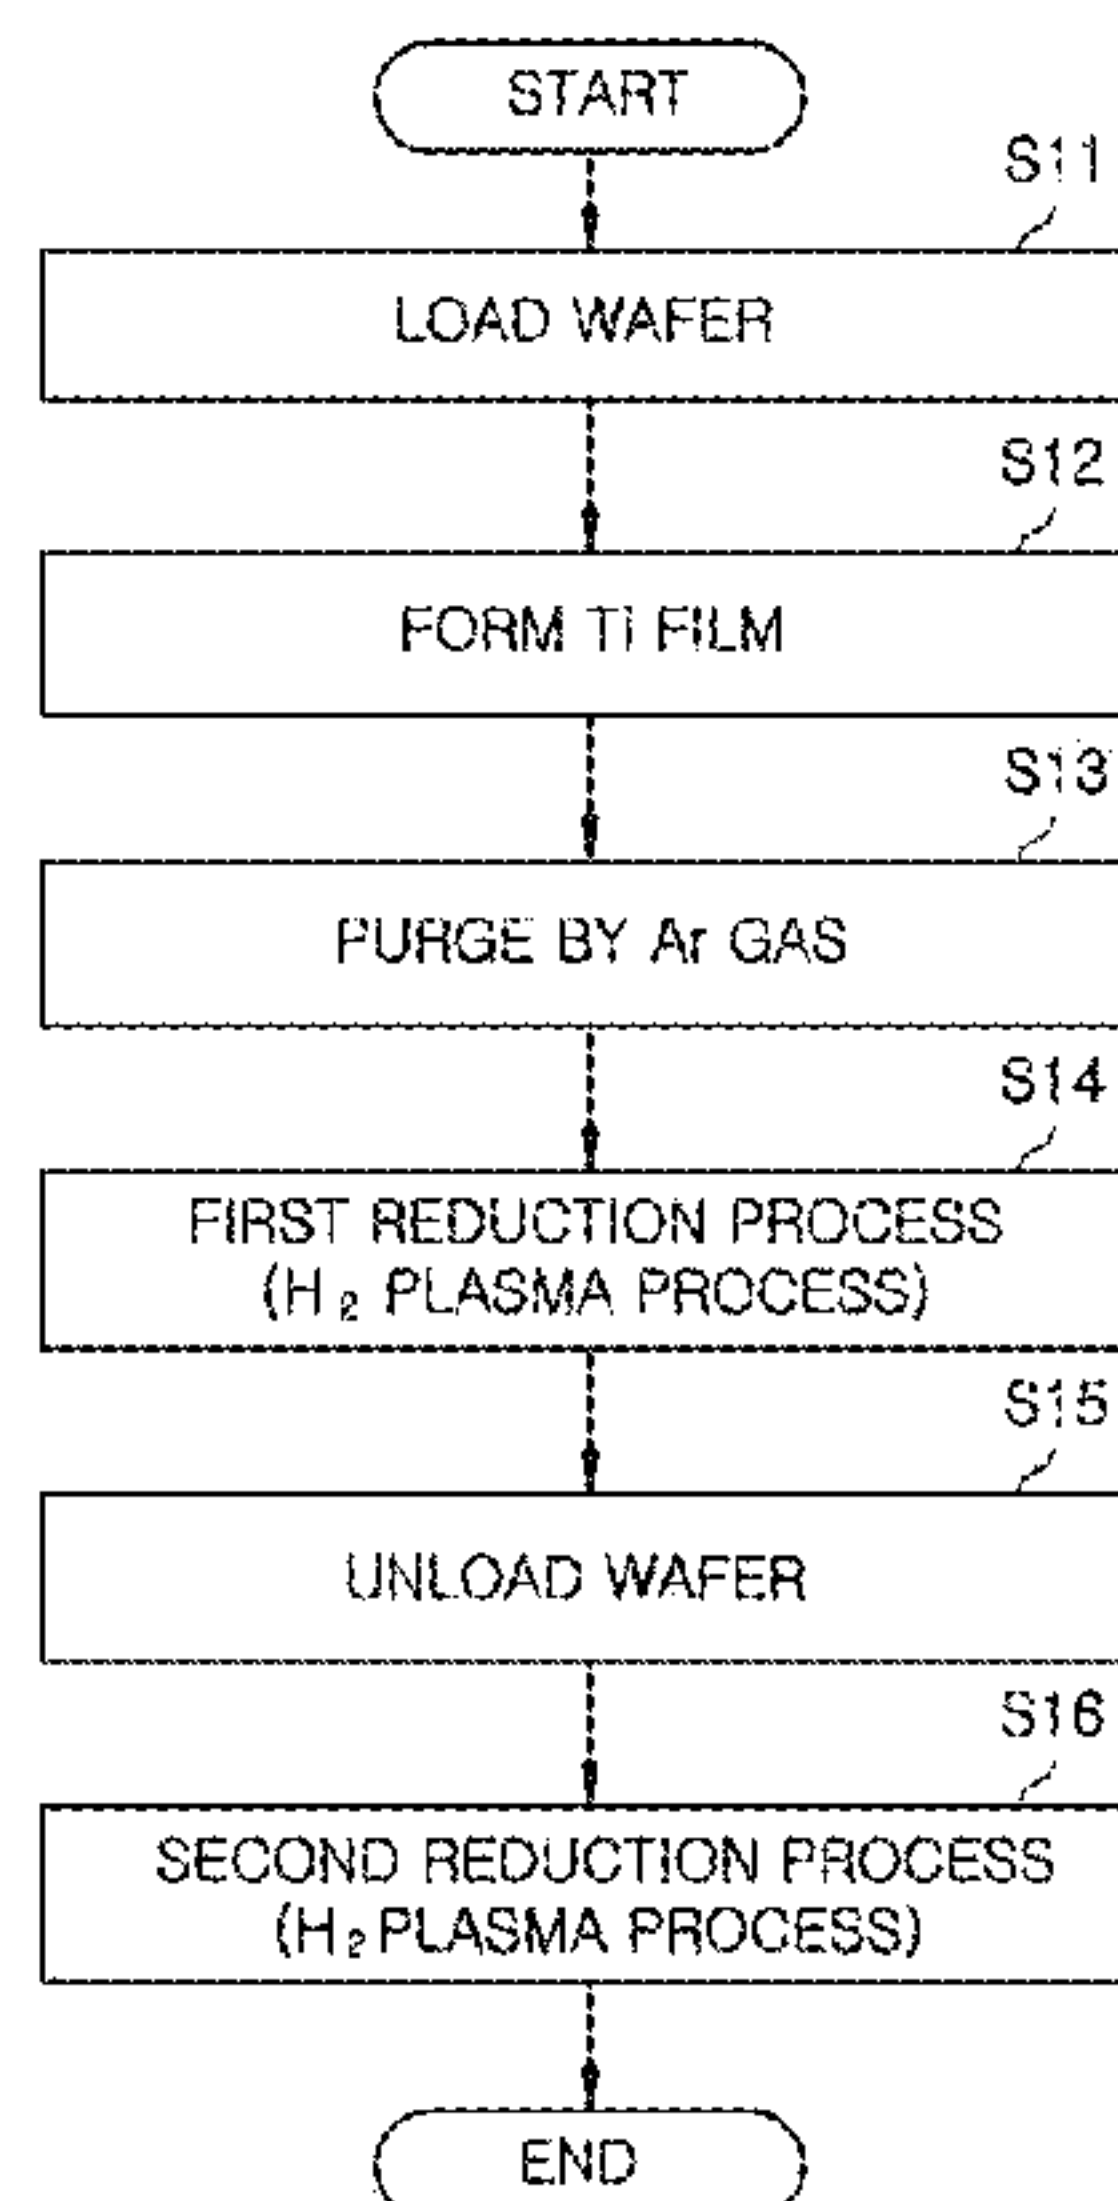 START
S11
LOAD WAFER
S12
FORM Ti FILM
S13
PURGE BY Ar GAS
S14
FIRST REDUCTION PROCESS
(H₂ PLASMA PROCESS)
S15
UNLOAD WAFER
S16
SECOND REDUCTION PROCESS
(H₂ PLASMA PROCESS)
END